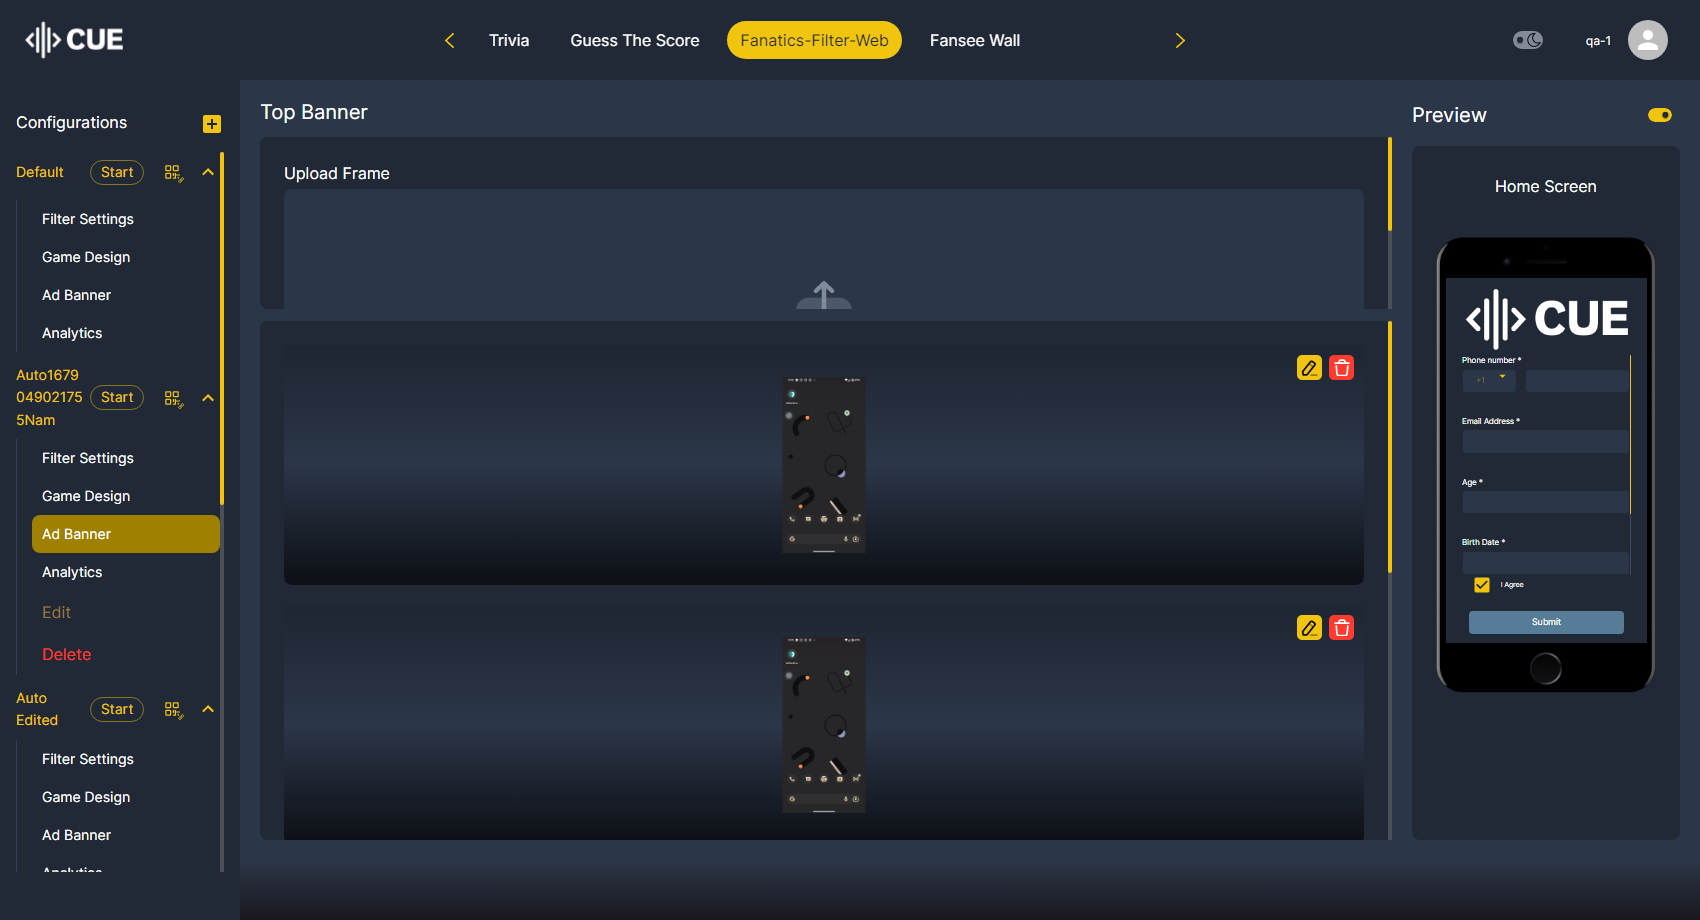 CUE
Trivia
Guess The Score
Fanatics-Filter-Web
Fansee Wall
qa-1
Configurations
Default
Start
Filter Settings
Game Design
Ad Banner
Analytics
Auto1679
04902175
5Nam
Start
Filter Settings
Game Design
Ad Banner
Analytics
Edit
Delete
Auto
Edited
Start
Filter Settings
Game Design
Ad Banner
Analytics
Top Banner
Upload Frame
Preview
Home Screen
CUE
Phone number *
+1
Email Address *
Age *
Birth Date *
I Agree
Submit